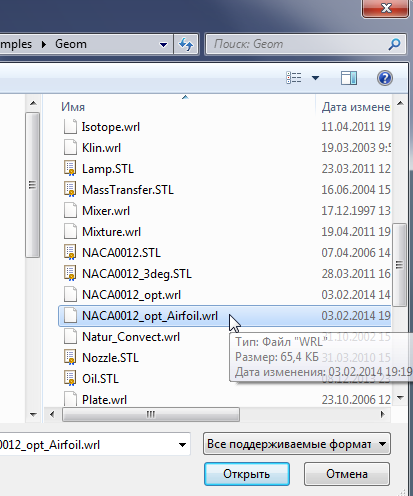 mples ▸ Geom
Поиск: Geom
Имя
Дата измене
Isotope.wrl 11.04.2011 19
Klin.wrl 19.03.2003 9:5
Lamp.STL 23.03.2011 12
MassTransfer.STL 16.06.2004 15
Mixer.wrl 17.12.1997 13
Mixture.wrl 19.04.2011 19
NACA0012.STL 07.04.2006 14
NACA0012_3deg.STL 28.03.2011 16
NACA0012_opt.wrl 03.02.2014 19
NACA0012_opt_Airfoil.wrl 03.02.2014 19
Natur_Convect.wrl 31.10.2002 15
Nozzle.STL 31.03.2010 15
Oil.STL
Plate.wrl 23.10.2006 12
Тип: Файл "WRL"
Размер: 65,4 КБ
Дата изменения: 03.02.2014 19:19
0012_opt_Airfoil.wrl
Все поддерживаемые формат
Открыть
Отмена